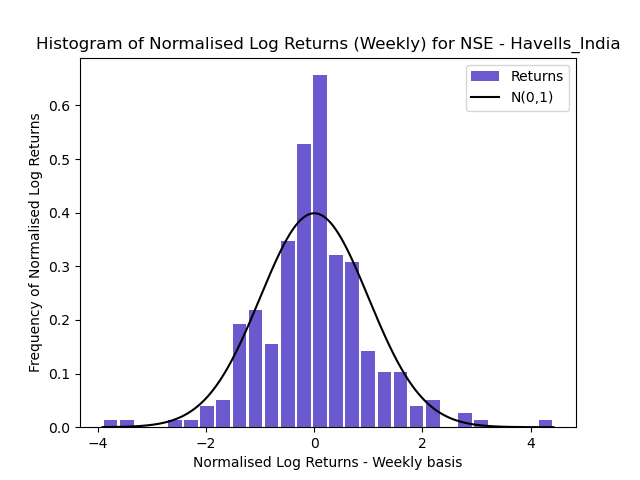 Histogram of Normalised Log Returns (Weekly) for NSE - Havells_India
Returns
N(0,1)
Frequency of Normalised Log Returns
0.6
0.5
0.4
0.3
0.2
0.1
0.0
−4 −2 0 2 4
Normalised Log Returns - Weekly basis